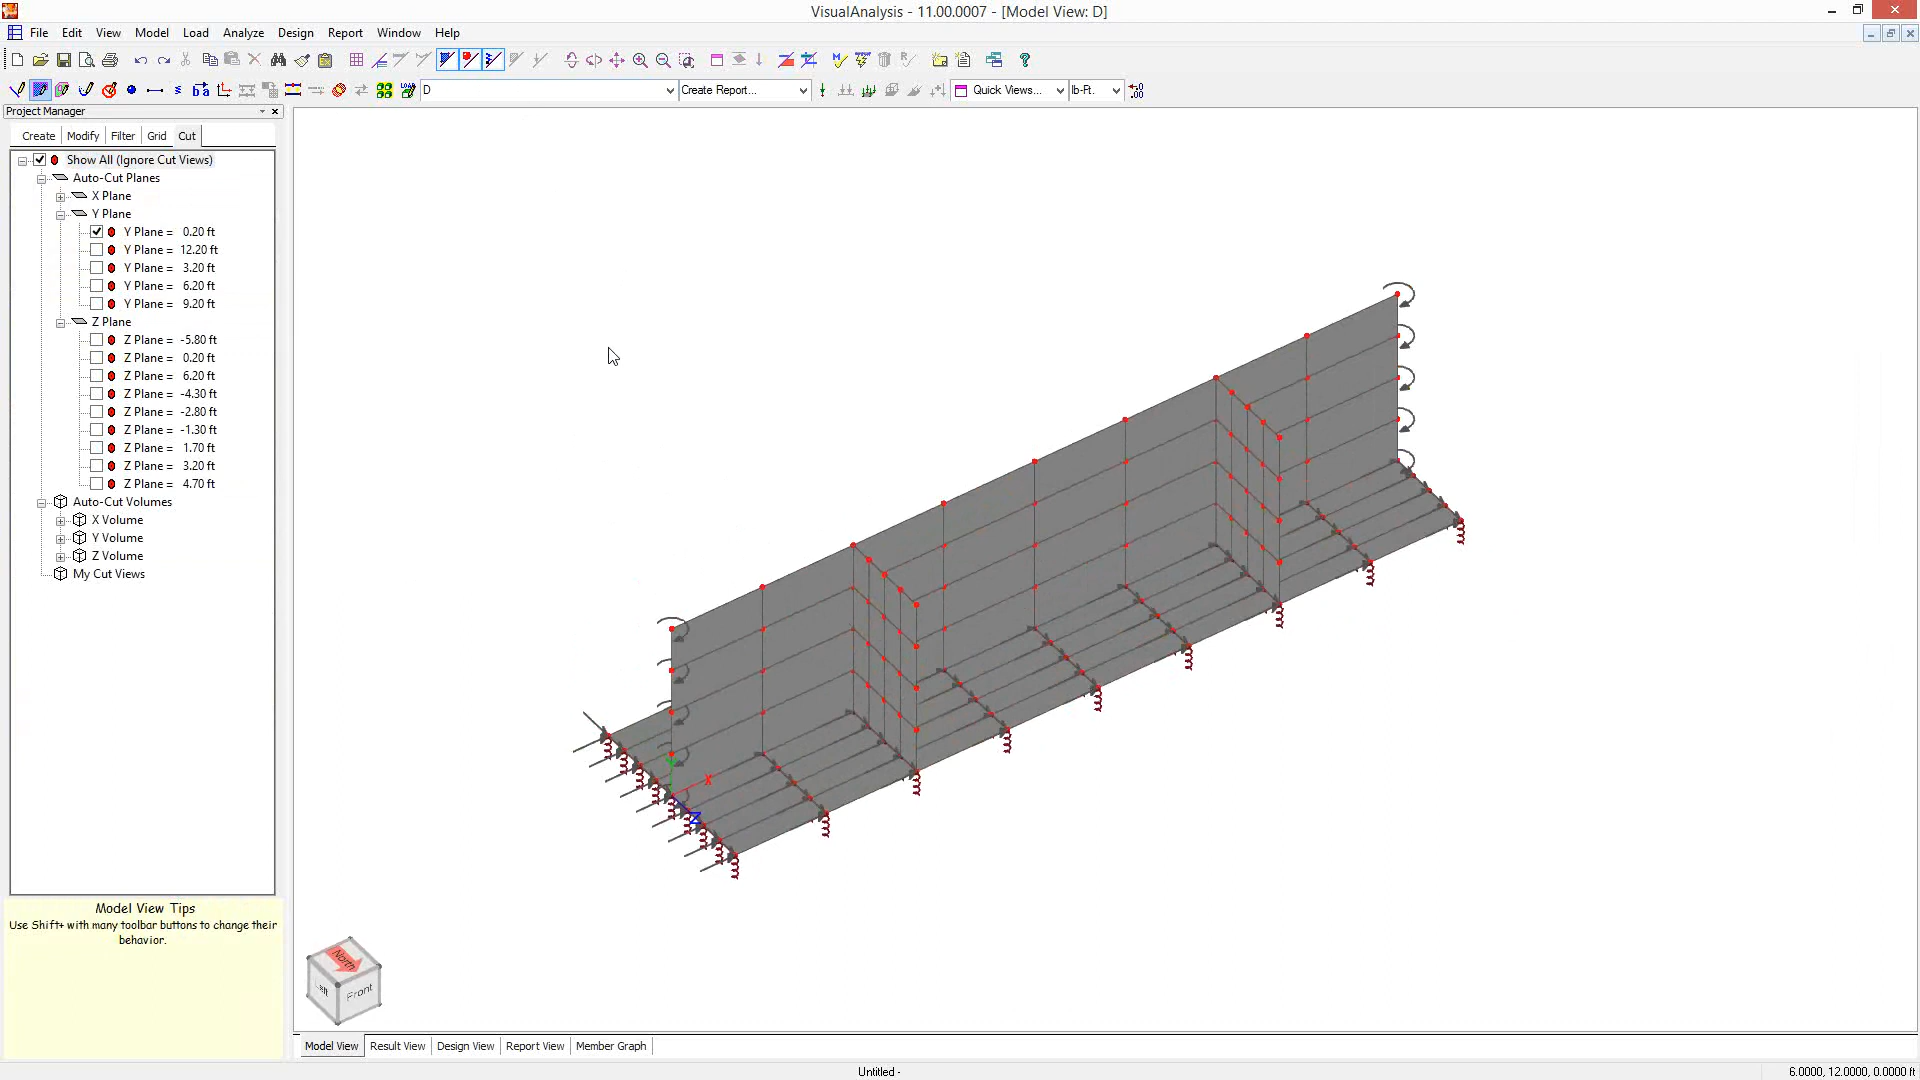 VisualAnalysis - 11.00.0007 - [Model View: D]
File Edit View Model Load Analyze Design Report Window Help
D Create Report... Quick Views... lb-Ft.
Project Manager
Create Modify Filter Grid Cut
Show All (Ignore Cut Views)
Auto-Cut Planes
X Plane
Y Plane
Y Plane = 0.20 ft
Y Plane = 12.20 ft
Y Plane = 3.20 ft
Y Plane = 6.20 ft
Y Plane = 9.20 ft
Z Plane
Z Plane = -5.80 ft
Z Plane = 0.20 ft
Z Plane = 6.20 ft
Z Plane = -4.30 ft
Z Plane = -2.80 ft
Z Plane = -1.30 ft
Z Plane = 1.70 ft
Z Plane = 3.20 ft
Z Plane = 4.70 ft
Auto-Cut Volumes
X Volume
Y Volume
Z Volume
My Cut Views
X
Z
Model View Tips
Use Shift+ with many toolbar buttons to change their
behavior.
North
Left Front
Model View Result View Design View Report View Member Graph
Untitled -
6.0000, 12.0000, 0.0000 ft